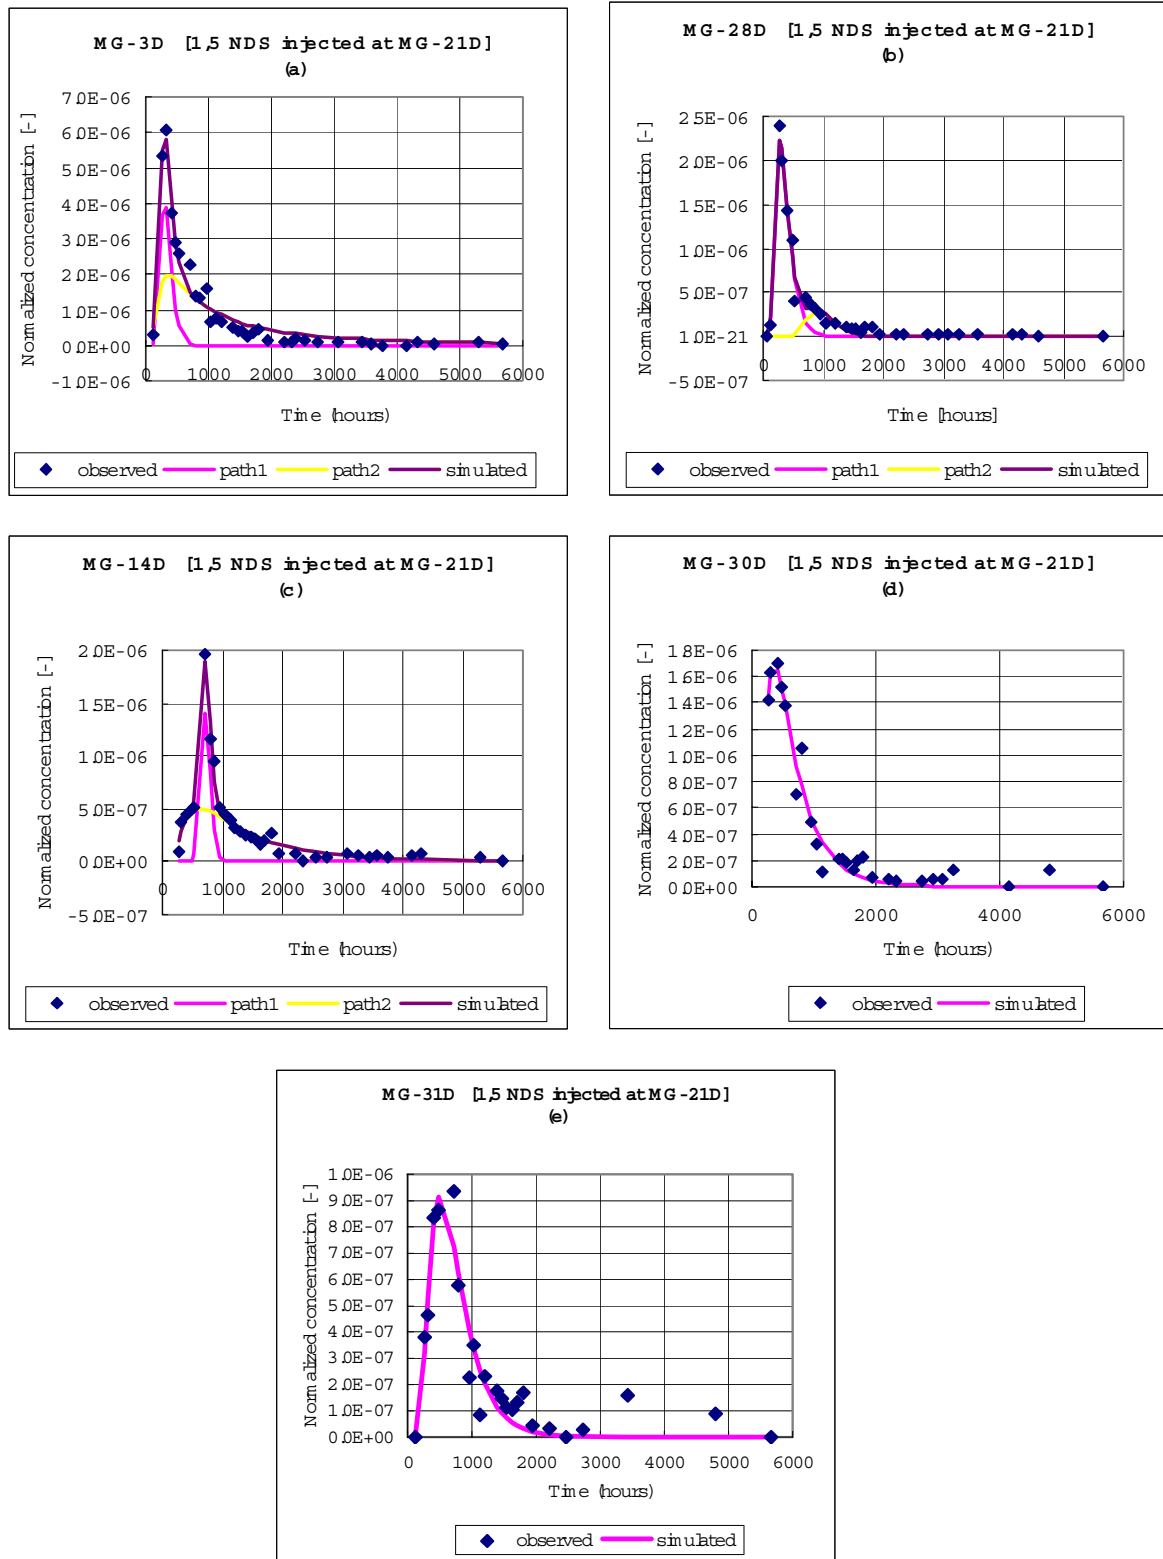 MG-3D [1,5 NDS injected at MG-21D]
(a)
7.0E-06
6.0E-06
5.0E-06
4.0E-06
3.0E-06
2.0E-06
1.0E-06
0.0E+00
-1.0E-06
Normalized concentration [-]
0 1000 2000 3000 4000 5000 6000
Time (hours)
observed path1 path2 simulated
MG-28D [1,5 NDS injected at MG-21D]
(b)
2.5E-06
2.0E-06
1.5E-06
1.0E-06
5.0E-07
1.0E-21
-5.0E-07
Normalized concentration [-]
0 1000 2000 3000 4000 5000 6000
Time [hours]
observed path1 path2 simulated
MG-14D [1,5 NDS injected at MG-21D]
(c)
2.0E-06
1.5E-06
1.0E-06
5.0E-07
0.0E+00
-5.0E-07
Normalized concentration [-]
0 1000 2000 3000 4000 5000 6000
Time (hours)
observed path1 path2 simulated
MG-30D [1,5 NDS injected at MG-21D]
(d)
1.8E-06
1.6E-06
1.4E-06
1.2E-06
1.0E-06
8.0E-07
6.0E-07
4.0E-07
2.0E-07
0.0E+00
Normalized concentration [-]
0 2000 4000 6000
Time (hours)
observed simulated
MG-31D [1,5 NDS injected at MG-21D]
(e)
1.0E-06
9.0E-07
8.0E-07
7.0E-07
6.0E-07
5.0E-07
4.0E-07
3.0E-07
2.0E-07
1.0E-07
0.0E+00
Normalized concentration [-]
0 1000 2000 3000 4000 5000 6000
Time (hours)
observed simulated